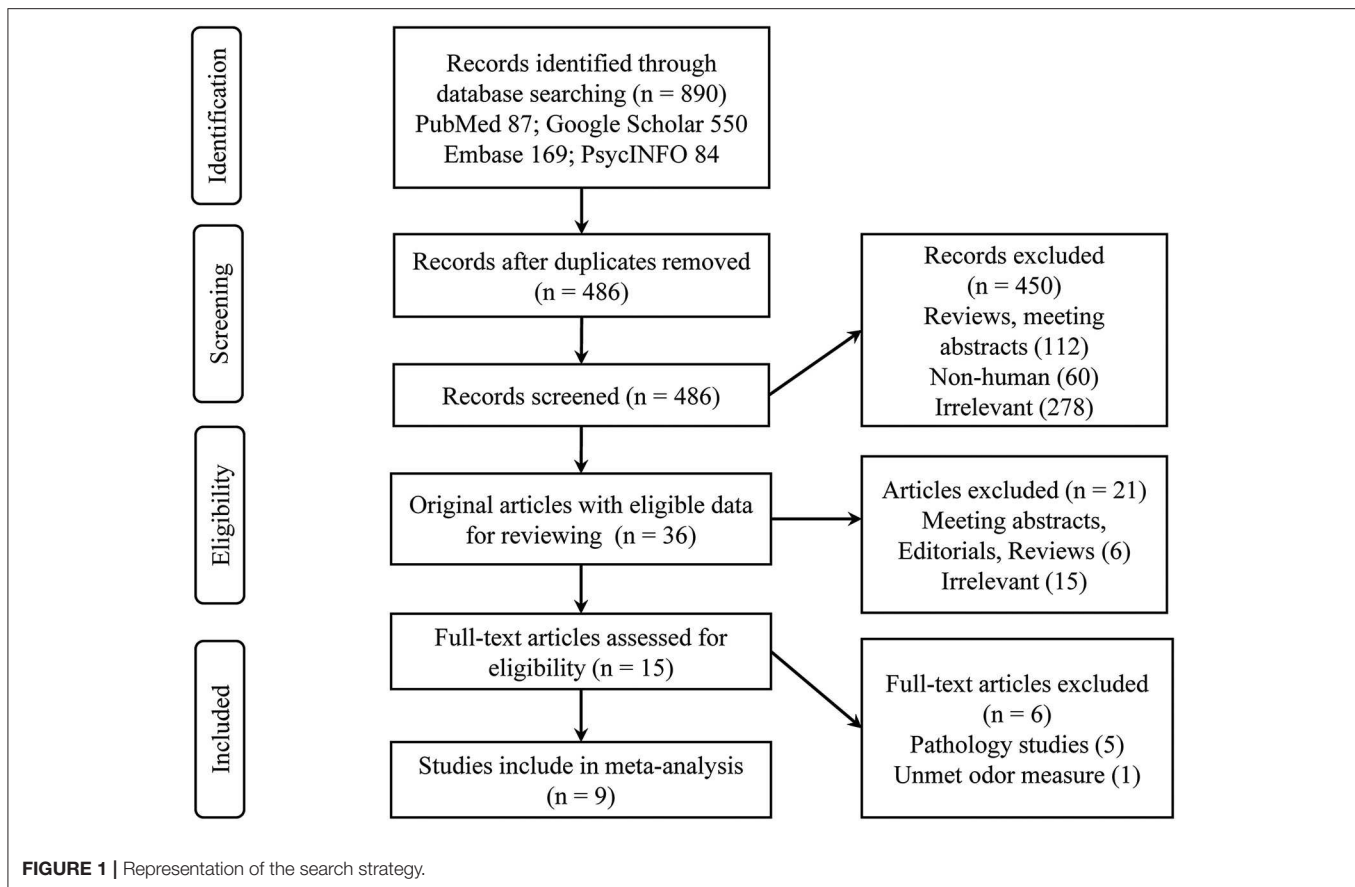 Identification
Records identified through
database searching (n = 890)
PubMed 87; Google Scholar 550
Embase 169; PsycINFO 84
Screening
Records after duplicates removed
(n = 486)
Records screened (n = 486)
Records excluded
(n = 450)
Reviews, meeting
abstracts (112)
Non-human (60)
Irrelevant (278)
Eligibility
Original articles with eligible data
for reviewing (n = 36)
Articles excluded (n = 21)
Meeting abstracts,
Editorials, Reviews (6)
Irrelevant (15)
Included
Full-text articles assessed for
eligibility (n = 15)
Full-text articles excluded
(n = 6)
Pathology studies (5)
Unmet odor measure (1)
Studies include in meta-analysis
(n = 9)
FIGURE 1 | Representation of the search strategy.